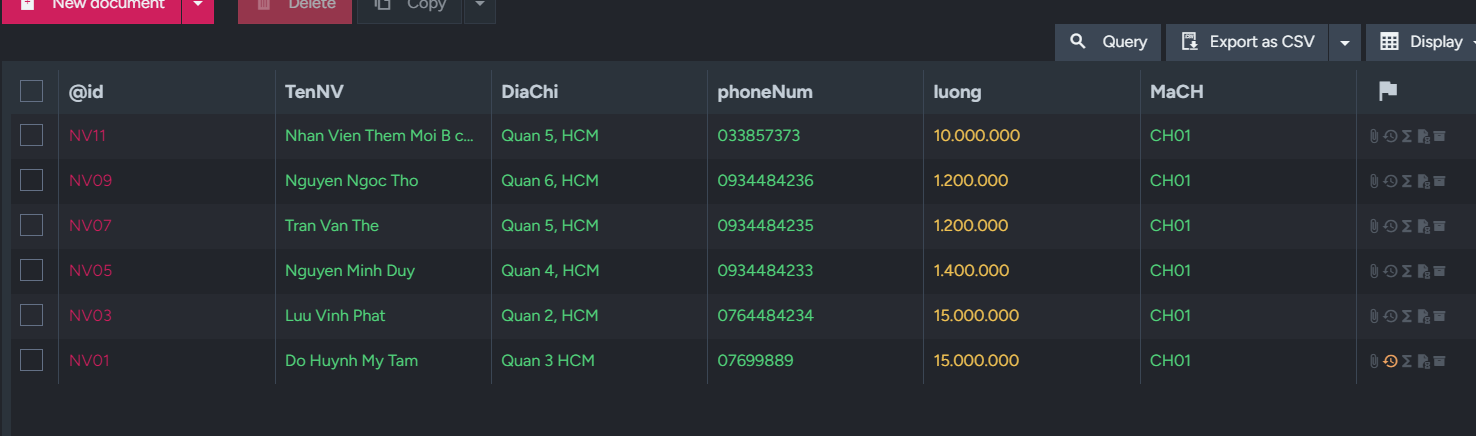 New document Delete Copy
Query Export as CSV Display
@id TenNV DiaChi phoneNum luong MaCH
NV11 Nhan Vien Them Moi B c... Quan 5, HCM 033857373 10.000.000 CH01
NV09 Nguyen Ngoc Tho Quan 6, HCM 0934484236 1.200.000 CH01
NV07 Tran Van The Quan 5, HCM 0934484235 1.200.000 CH01
NV05 Nguyen Minh Duy Quan 4, HCM 0934484233 1.400.000 CH01
NV03 Luu Vinh Phat Quan 2, HCM 0764484234 15.000.000 CH01
NV01 Do Huynh My Tam Quan 3 HCM 07699889 15.000.000 CH01